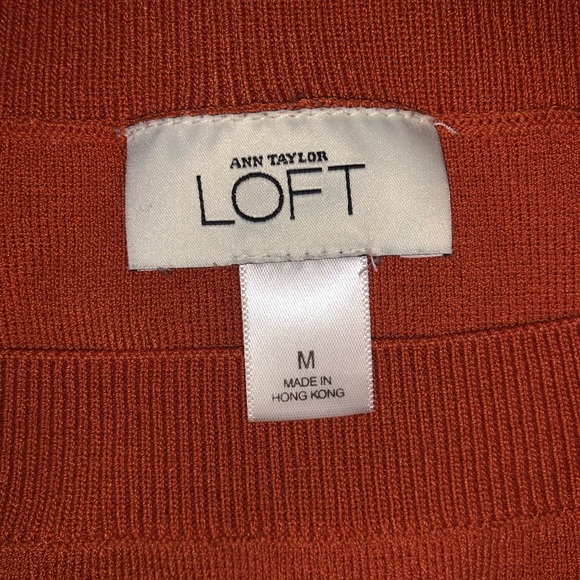 ANN TAYLOR
LOFT
M
MADE IN
HONG KONG